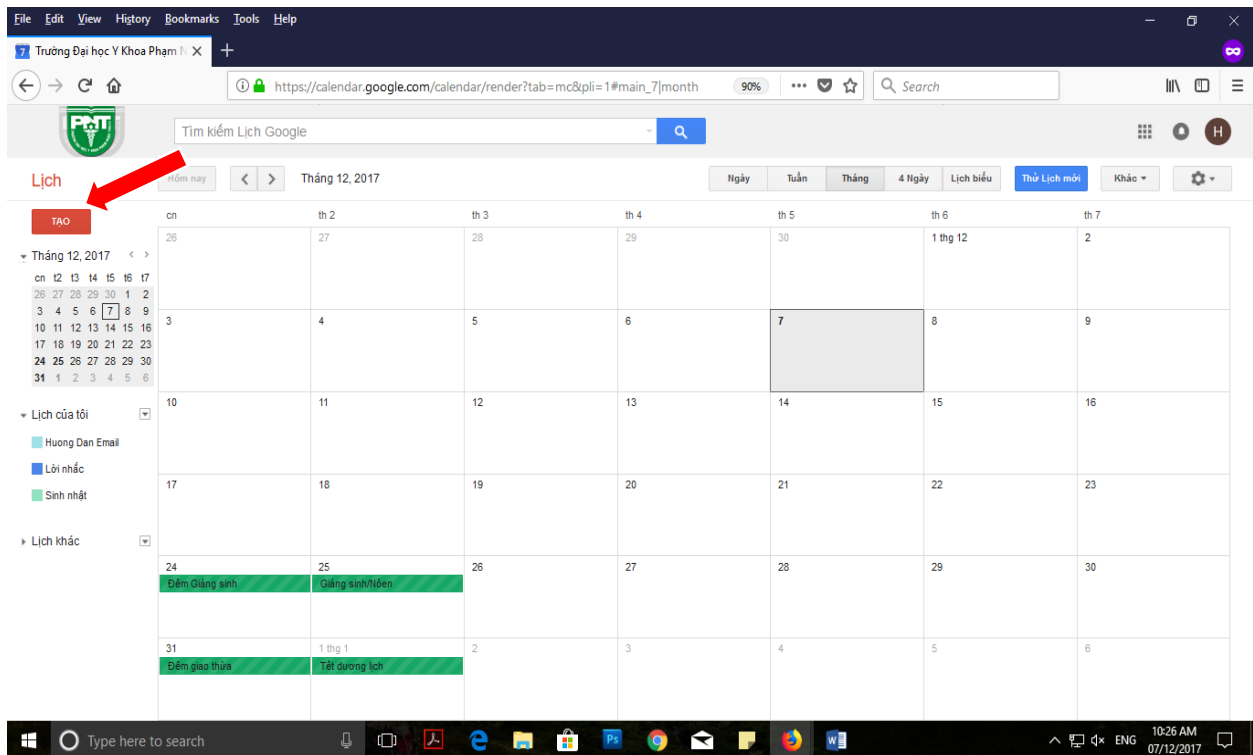 File Edit View History Bookmarks Tools Help
Trường Đại học Y Khoa Phạm N
https://calendar.google.com/calendar/render?tab=mc&pli=1#main_7|month 90% Search
PNT Tìm kiếm Lịch Google H
Lịch Hôm nay Tháng 12, 2017 Ngày Tuần Tháng 4 Ngày Lịch biểu Thử Lịch mới Khác
TẠO
cn th 2 th 3 th 4 th 5 th 6 th 7
26 27 28 29 30 1 thg 12 2
Tháng 12, 2017
cn t2 t3 t4 t5 t6 t7
26 27 28 29 30 1 2
3 4 5 6 7 8 9
10 11 12 13 14 15 16
17 18 19 20 21 22 23
24 25 26 27 28 29 30
31 1 2 3 4 5 6
3 4 5 6 7 8 9
10 11 12 13 14 15 16
Lịch của tôi
Huong Dan Email
Lời nhắc
Sinh nhật
17 18 19 20 21 22 23
Lịch khác
24 25 26 27 28 29 30
Đêm Giáng sinh Giáng sinh/Nôen
31 1 thg 1 2 3 4 5 6
Đêm giao thừa Tết dương lịch
Type here to search ENG 10:26 AM
07/12/2017